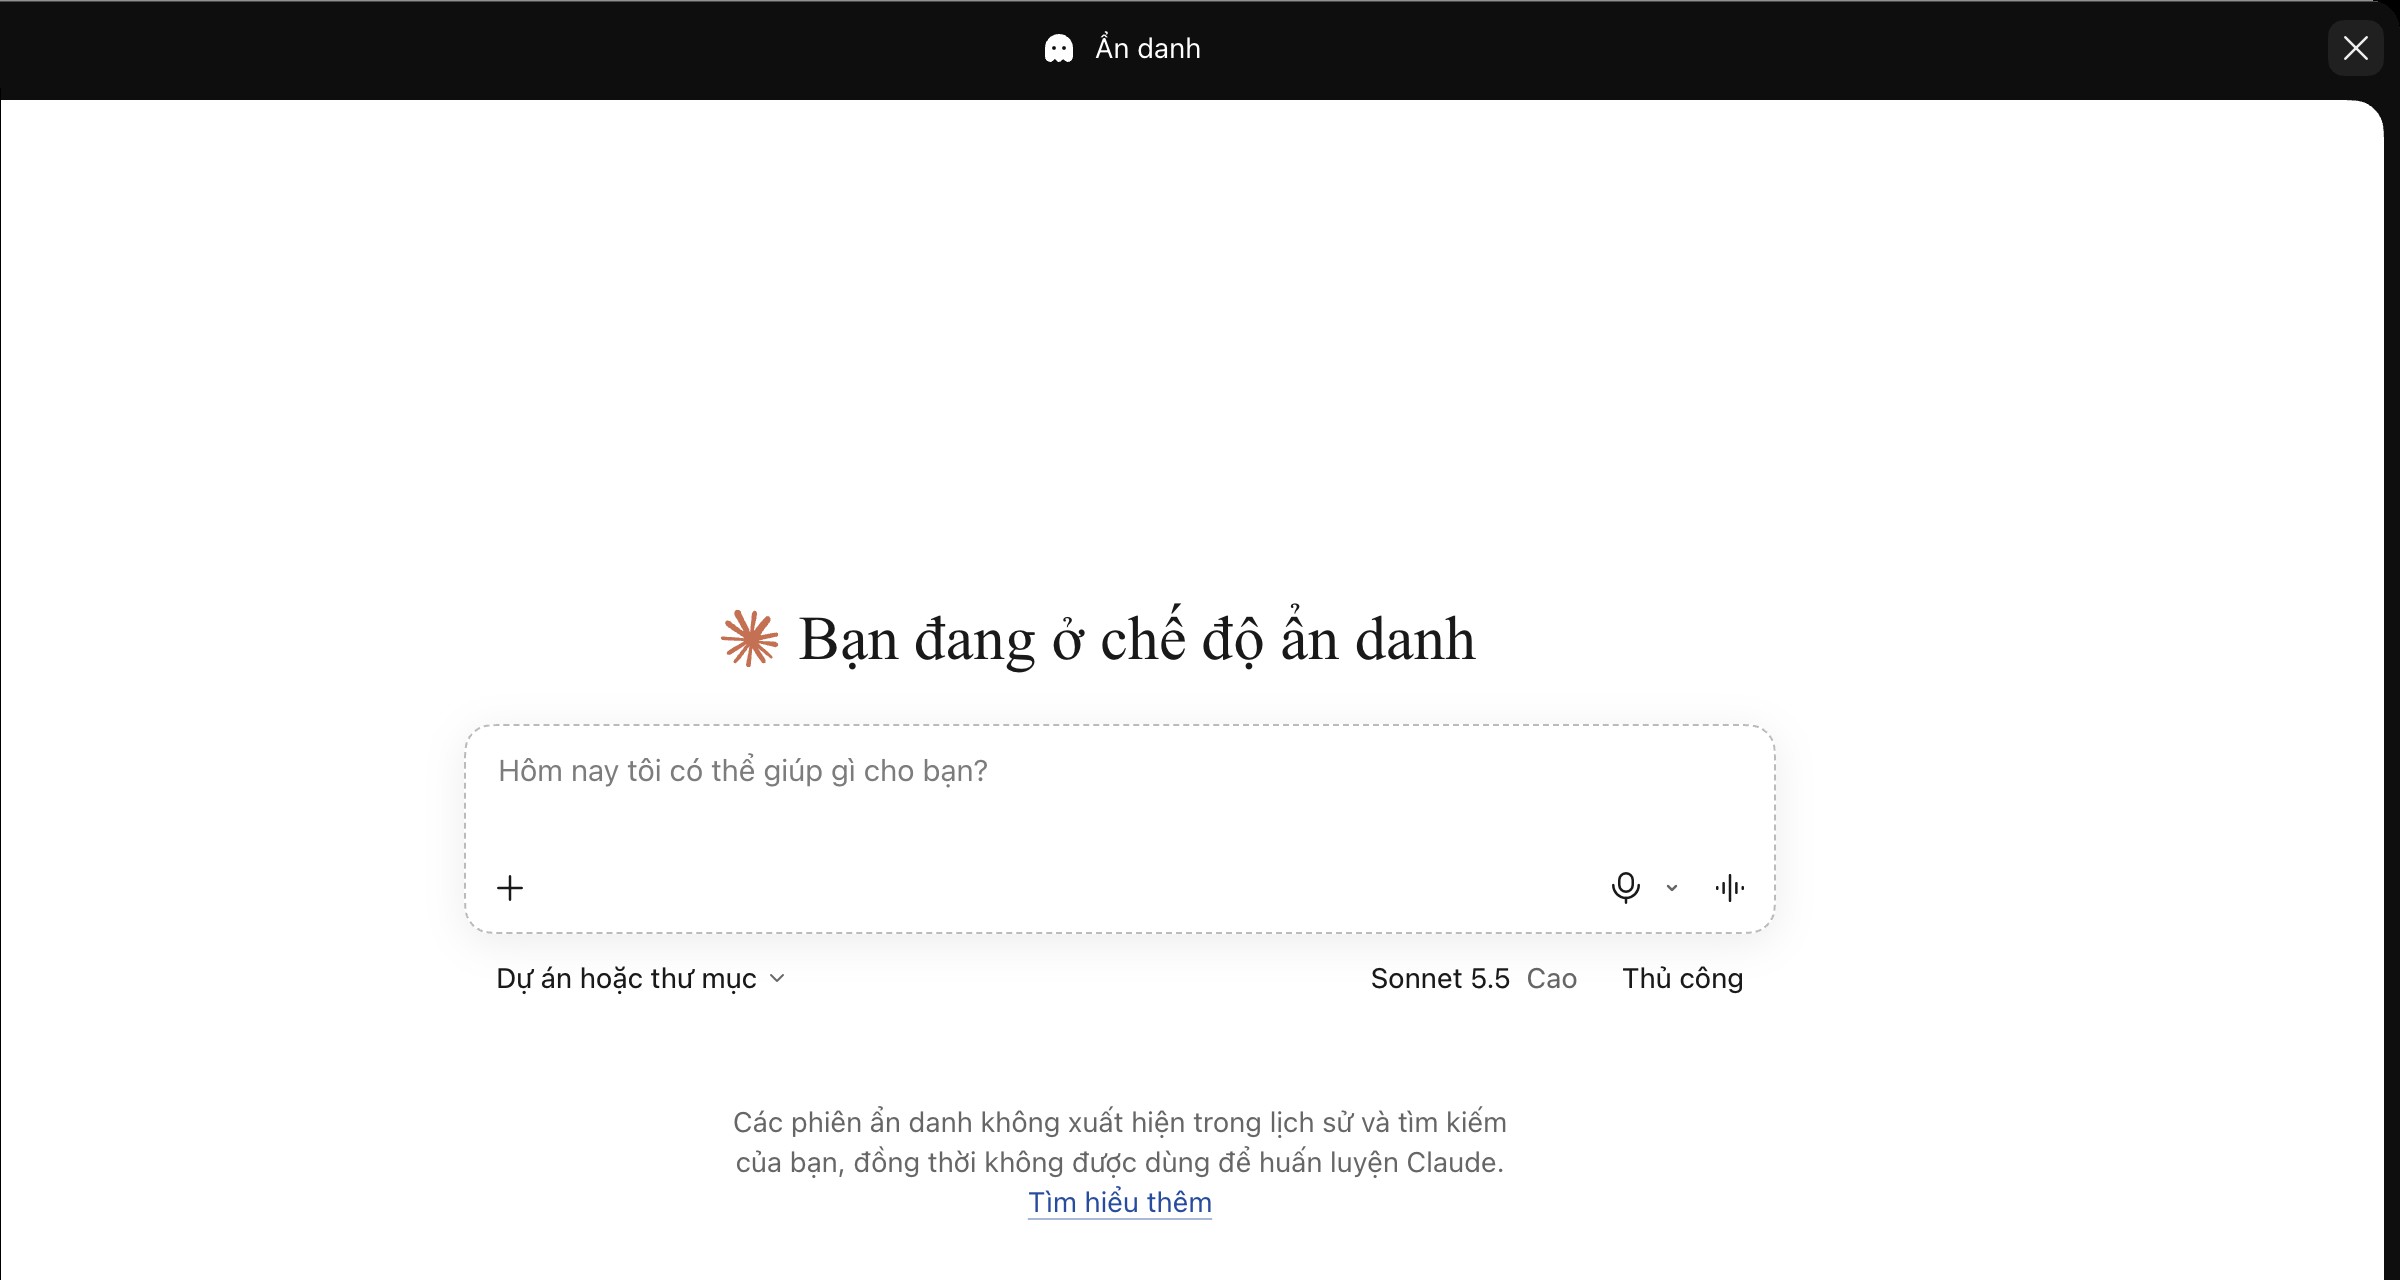 Ẩn danh
Bạn đang ở chế độ ẩn danh
Hôm nay tôi có thể giúp gì cho bạn?
Dự án hoặc thư mục
Sonnet 5.5 Cao Thủ công
Các phiên ẩn danh không xuất hiện trong lịch sử và tìm kiếm
của bạn, đồng thời không được dùng để huấn luyện Claude.
Tìm hiểu thêm